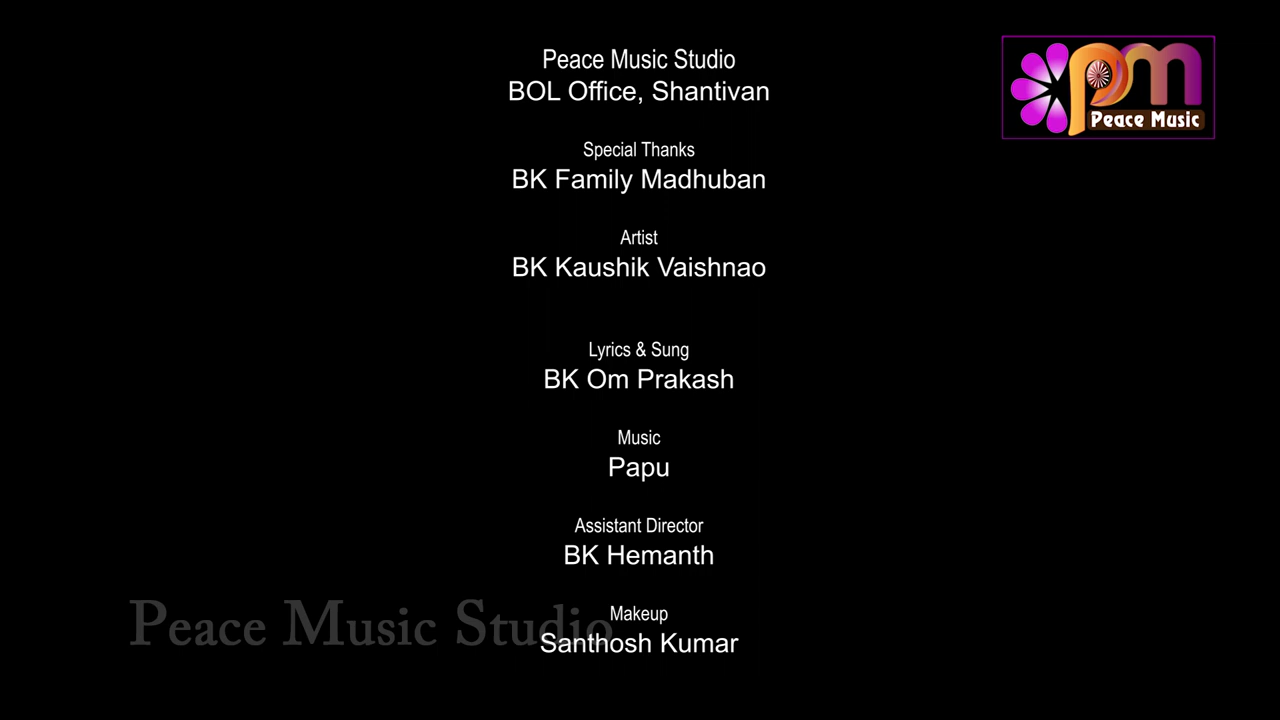 Peace Music Studio
BOL Office, Shantivan
Special Thanks
BK Family Madhuban
Artist
BK Kaushik Vaishnao
Lyrics & Sung
BK Om Prakash
Music
Papu
Assistant Director
BK Hemanth
Makeup
Santhosh Kumar
pm
Peace Music
Peace Music Studio